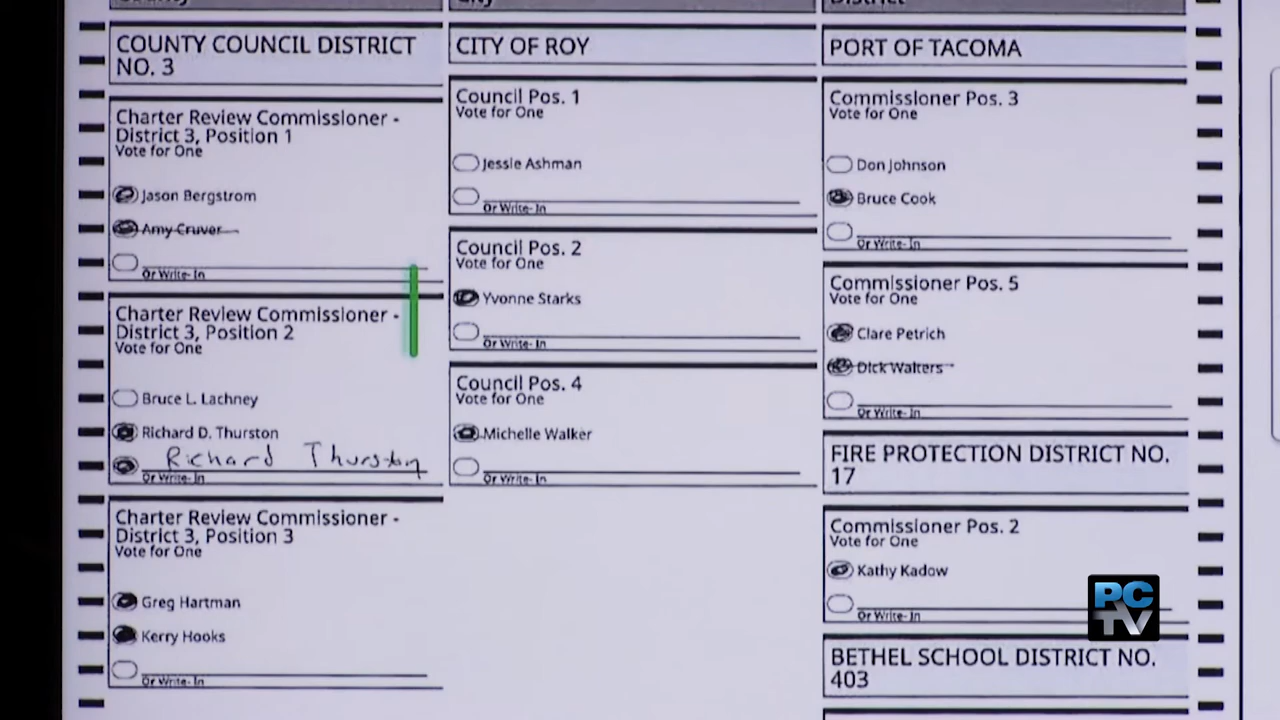 COUNTY COUNCIL DISTRICT
NO. 3
Charter Review Commissioner -
District 3, Position 1
Vote for One
Jason Bergstrom
Amy Cruver
Or Write-In
Charter Review Commissioner -
District 3, Position 2
Vote for One
Bruce L. Lachney
Richard D. Thurston
Richard Thurston
Or Write-In
Charter Review Commissioner -
District 3, Position 3
Vote for One
Greg Hartman
Kerry Hooks
Or Write-In
City
CITY OF ROY
Council Pos. 1
Vote for One
Jessie Ashman
Or Write-In
Council Pos. 2
Vote for One
Yvonne Starks
Or Write-In
Council Pos. 4
Vote for One
Michelle Walker
Or Write-In
District
PORT OF TACOMA
Commissioner Pos. 3
Vote for One
Don Johnson
Bruce Cook
Or Write-In
Commissioner Pos. 5
Vote for One
Clare Petrich
Dick Walters
Or Write-In
FIRE PROTECTION DISTRICT NO.
17
Commissioner Pos. 2
Vote for One
Kathy Kadow
Or Write-In
BETHEL SCHOOL DISTRICT NO.
403
PC
TV